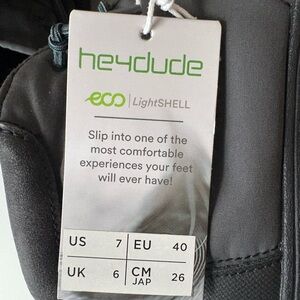 heydude
eco | LightSHELL
Slip into one of the
most comfortable
experiences your feet
will ever have!
US 7 EU 40
UK 6 CM JAP 26